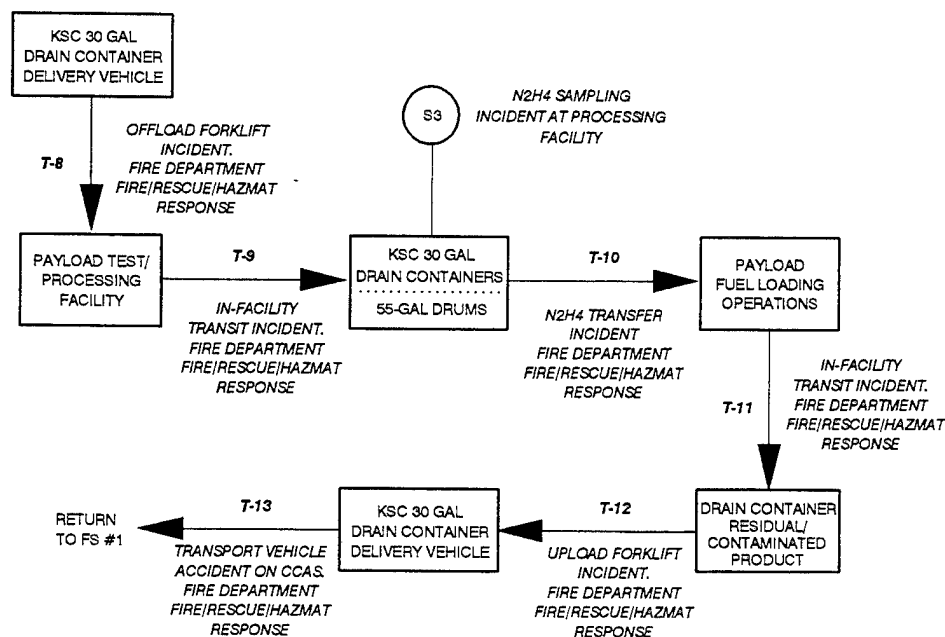 KSC 30 GAL
DRAIN CONTAINER
DELIVERY VEHICLE
T-8
OFFLOAD FORKLIFT
INCIDENT.
FIRE DEPARTMENT
FIRE/RESCUE/HAZMAT
RESPONSE
S3
N2H4 SAMPLING
INCIDENT AT PROCESSING
FACILITY
PAYLOAD TEST/
PROCESSING
FACILITY
T-9
IN-FACILITY
TRANSIT INCIDENT.
FIRE DEPARTMENT
FIRE/RESCUE/HAZMAT
RESPONSE
KSC 30 GAL
DRAIN CONTAINERS
55-GAL DRUMS
T-10
N2H4 TRANSFER
INCIDENT
FIRE DEPARTMENT
FIRE/RESCUE/HAZMAT
RESPONSE
PAYLOAD
FUEL LOADING
OPERATIONS
T-11
IN-FACILITY
TRANSIT INCIDENT.
FIRE DEPARTMENT
FIRE/RESCUE/HAZMAT
RESPONSE
DRAIN CONTAINER
RESIDUAL/
CONTAMINATED
PRODUCT
T-12
UPLOAD FORKLIFT
INCIDENT.
FIRE DEPARTMENT
FIRE/RESCUE/HAZMAT
RESPONSE
KSC 30 GAL
DRAIN CONTAINER
DELIVERY VEHICLE
T-13
TRANSPORT VEHICLE
ACCIDENT ON CCAS.
FIRE DEPARTMENT
FIRE/RESCUE/HAZMAT
RESPONSE
RETURN
TO FS #1